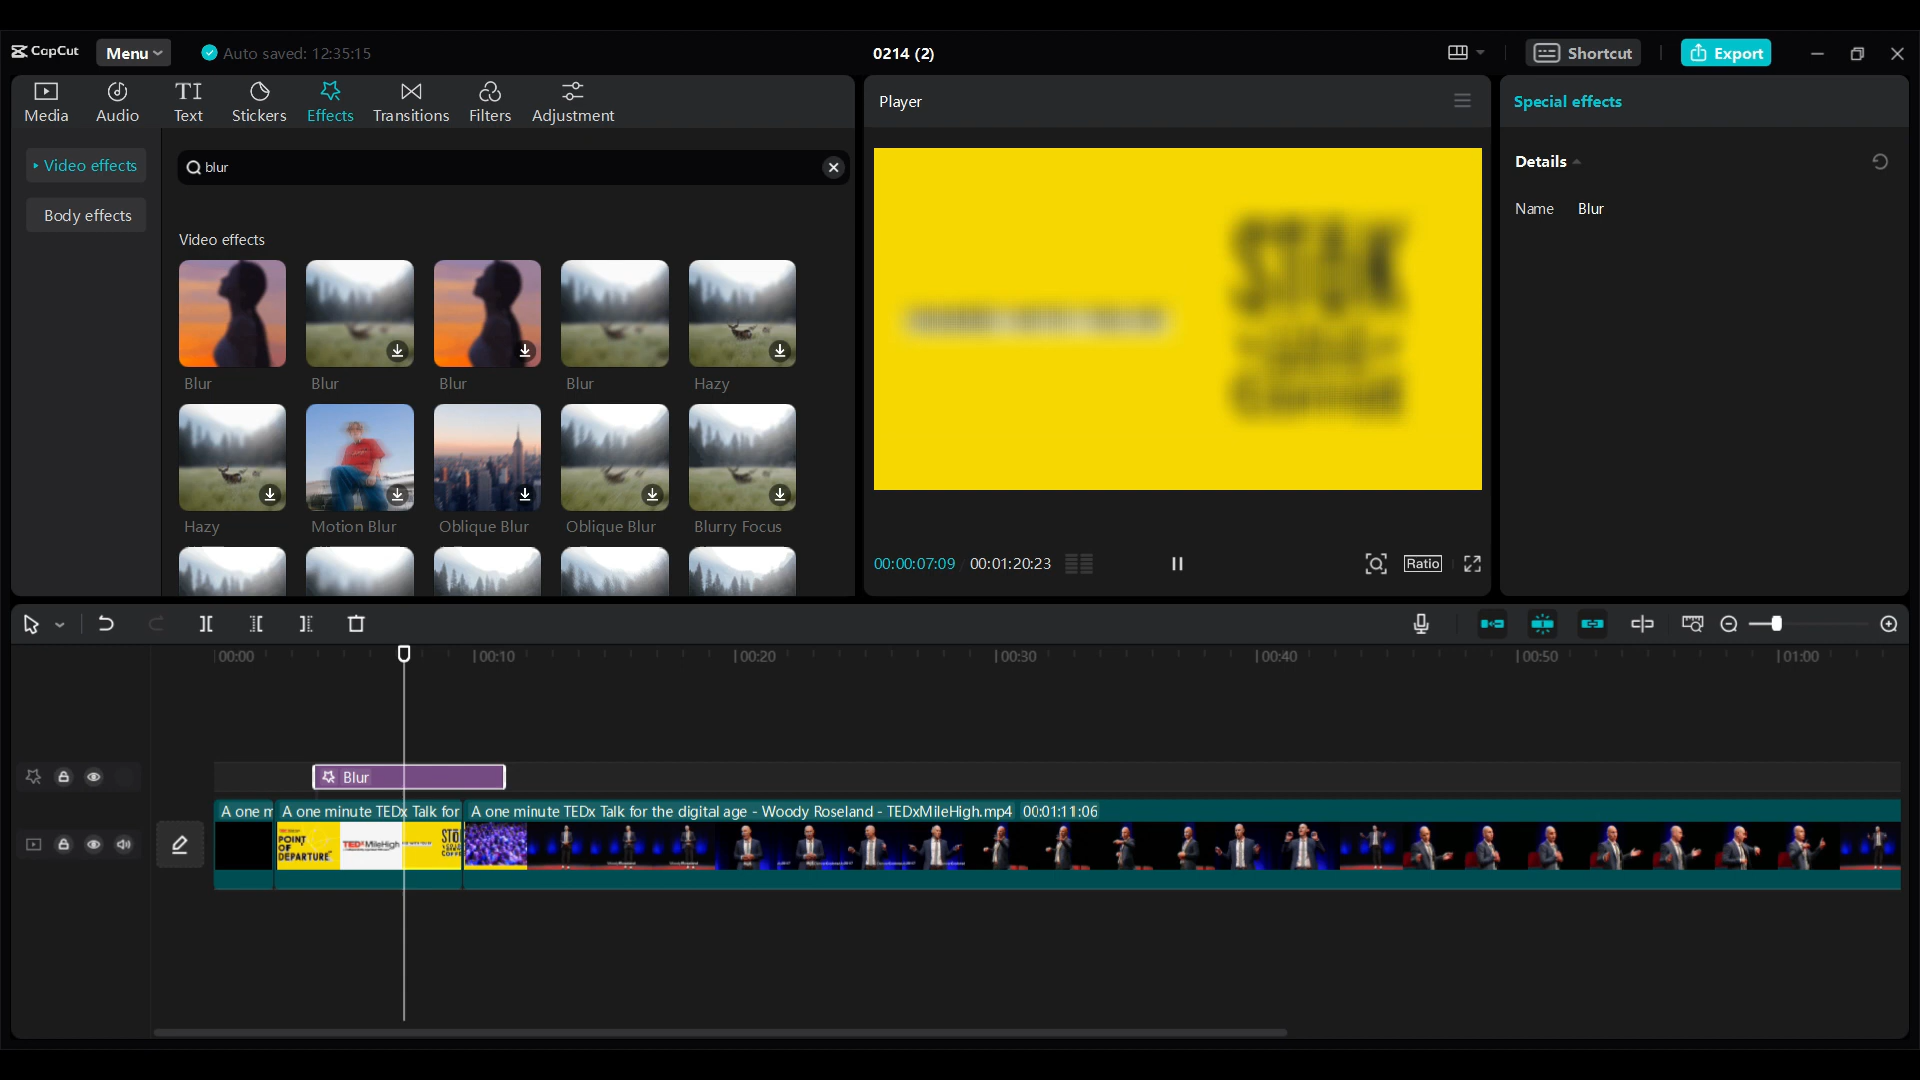 CapCut
Menu
Auto saved: 12:35:15
0214 (2)
Shortcut
Export
Media
Audio
Text
Stickers
Effects
Transitions
Filters
Adjustment
Player
Special effects
Video effects
Body effects
blur
Video effects
Blur
Blur
Blur
Blur
Hazy
Hazy
Motion Blur
Oblique Blur
Oblique Blur
Blurry Focus
Details
Name Blur
00:00:07:09
00:01:20:23
Ratio
00:00
00:10
00:20
00:30
00:40
00:50
01:00
Blur
A one m
A one minute TEDx Talk for
A one minute TEDx Talk for the digital age - Woody Roseland - TEDxMileHigh.mp4 00:01:11:06
POINT
OF
DEPARTURE
TEDxMileHigh